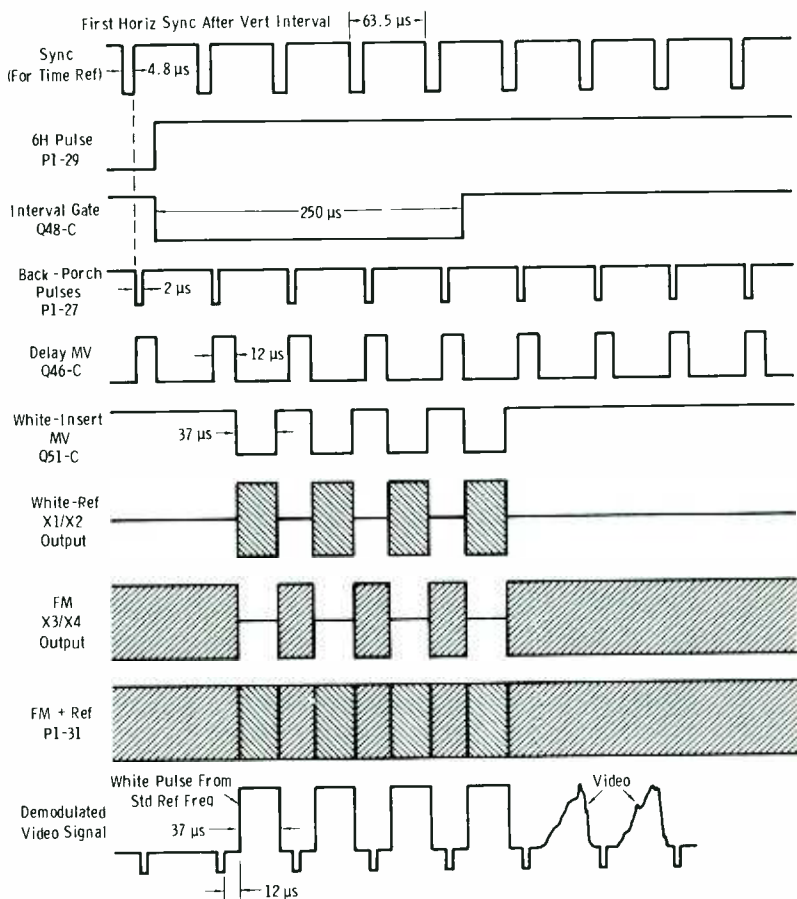 First Horiz Sync After Vert Interval
63.5 μs
Sync
(For Time Ref)
4.8 μs
6H Pulse
P1-29
Interval Gate
Q48-C
250 μs
Back-Porch
Pulses
P1-27
2 μs
Delay MV
Q46-C
12 μs
White-Insert
MV
Q51-C
37 μs
White-Ref
X1/X2
Output
FM
X3/X4
Output
FM + Ref
P1-31
White Pulse From
Std Ref Freq
Video
Demodulated
Video Signal
37 μs
12 μs